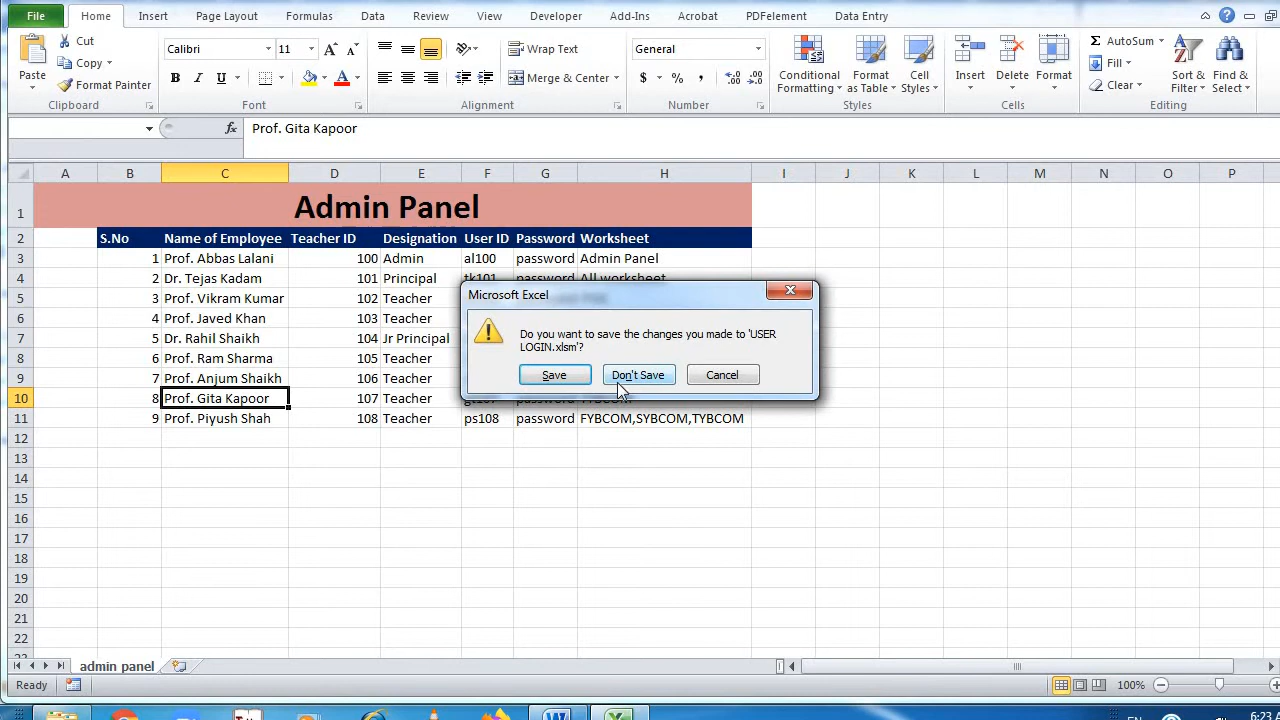 File Home Insert Page Layout Formulas Data Review View Developer Add-Ins Acrobat PDFelement Data Entry
Paste Cut Copy Format Painter Clipboard
Calibri 11 B I U A Font
Wrap Text Merge & Center Alignment
General $ % , Number
Conditional Formatting Format as Table Cell Styles Styles
Insert Delete Format Cells
Σ AutoSum Fill Clear Sort & Filter Find & Select Editing
fx Prof. Gita Kapoor
A B C D E F G H I J K L M N O P
1 Admin Panel
2 S.No Name of Employee Teacher ID Designation User ID Password Worksheet
3 1 Prof. Abbas Lalani 100 Admin al100 password Admin Panel
4 2 Dr. Tejas Kadam 101 Principal tk101 password All worksheet
5 3 Prof. Vikram Kumar 102 Teacher
6 4 Prof. Javed Khan 103 Teacher
7 5 Dr. Rahil Shaikh 104 Jr Principal
8 6 Prof. Ram Sharma 105 Teacher
9 7 Prof. Anjum Shaikh 106 Teacher
10 8 Prof. Gita Kapoor 107 Teacher
11 9 Prof. Piyush Shah 108 Teacher ps108 password FYBCOM,SYBCOM,TYBCOM
12
13
14
15
16
17
18
19
20
21
22
Microsoft Excel
Do you want to save the changes you made to 'USER
LOGIN.xlsm'?
Save Don't Save Cancel
admin panel
Ready 100%
EN